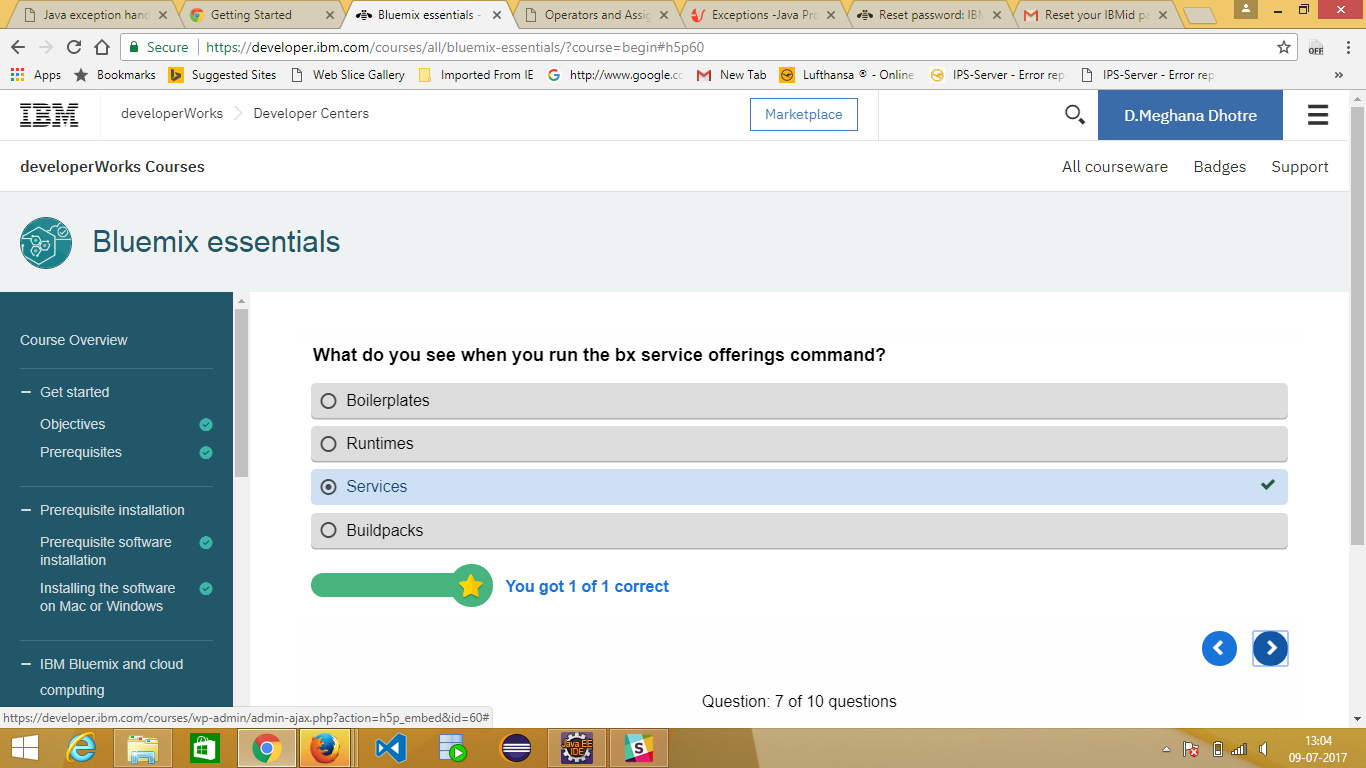 Java exception hand
Getting Started
Bluemix essentials -
Operators and Assig
Exceptions -Java Pro
Reset password: IBM
Reset your IBMid pa
Secure
https://developer.ibm.com/courses/all/bluemix-essentials/?course=begin#h5p60
OFF
Apps
Bookmarks
Suggested Sites
Web Slice Gallery
Imported From IE
http://www.google.cc
New Tab
Lufthansa ® - Online
IPS-Server - Error rep
IPS-Server - Error rep
»
IBM
developerWorks
Developer Centers
Marketplace
D.Meghana Dhotre
developerWorks Courses
All courseware
Badges
Support
Bluemix essentials
Course Overview
Get started
Objectives
Prerequisites
Prerequisite installation
Prerequisite software
installation
Installing the software
on Mac or Windows
IBM Bluemix and cloud
computing
What do you see when you run the bx service offerings command?
Boilerplates
Runtimes
Services
Buildpacks
You got 1 of 1 correct
Question: 7 of 10 questions
https://developer.ibm.com/courses/wp-admin/admin-ajax.php?action=h5p_embed&id=60#
Java EE
IDE
13:04
09-07-2017